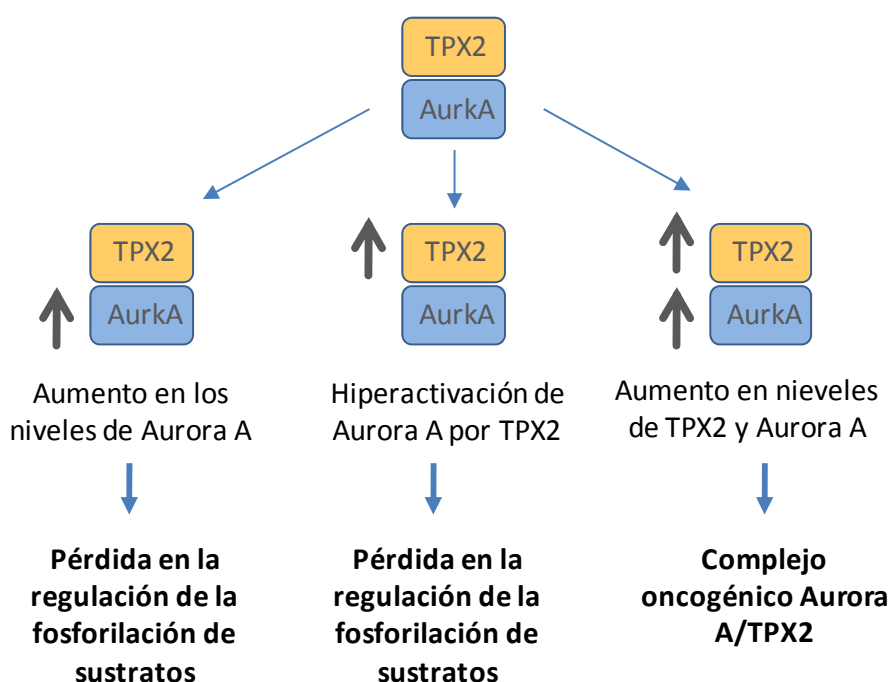 TPX2
AurkA
TPX2
AurkA
Aumento en los
niveles de Aurora A
Pérdida en la
regulación de la
fosforilación de
sustratos
TPX2
AurkA
Hiperactivación de
Aurora A por TPX2
Pérdida en la
regulación de la
fosforilación de
sustratos
TPX2
AurkA
Aumento en nieveles
de TPX2 y Aurora A
Complejo
oncogénico Aurora
A/TPX2